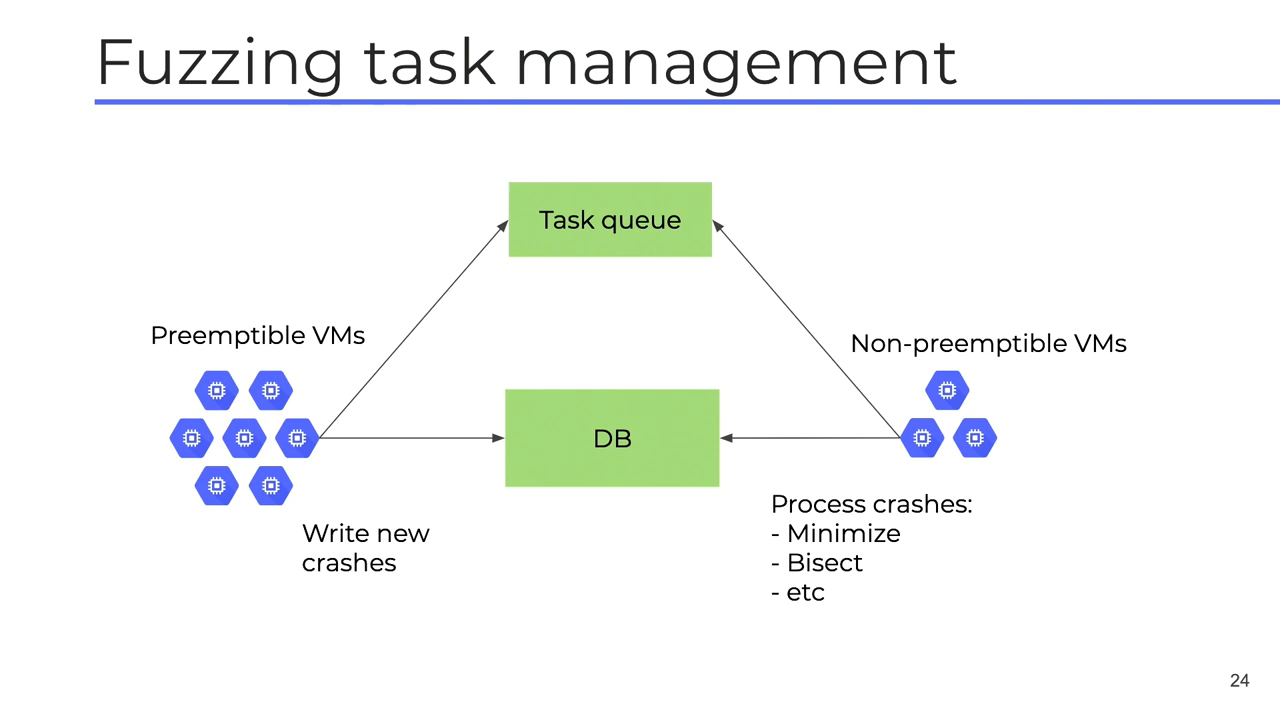 Fuzzing task management
Task queue
Preemptible VMs
Non-preemptible VMs
DB
Write new
crashes
Process crashes:
- Minimize
- Bisect
- etc
24